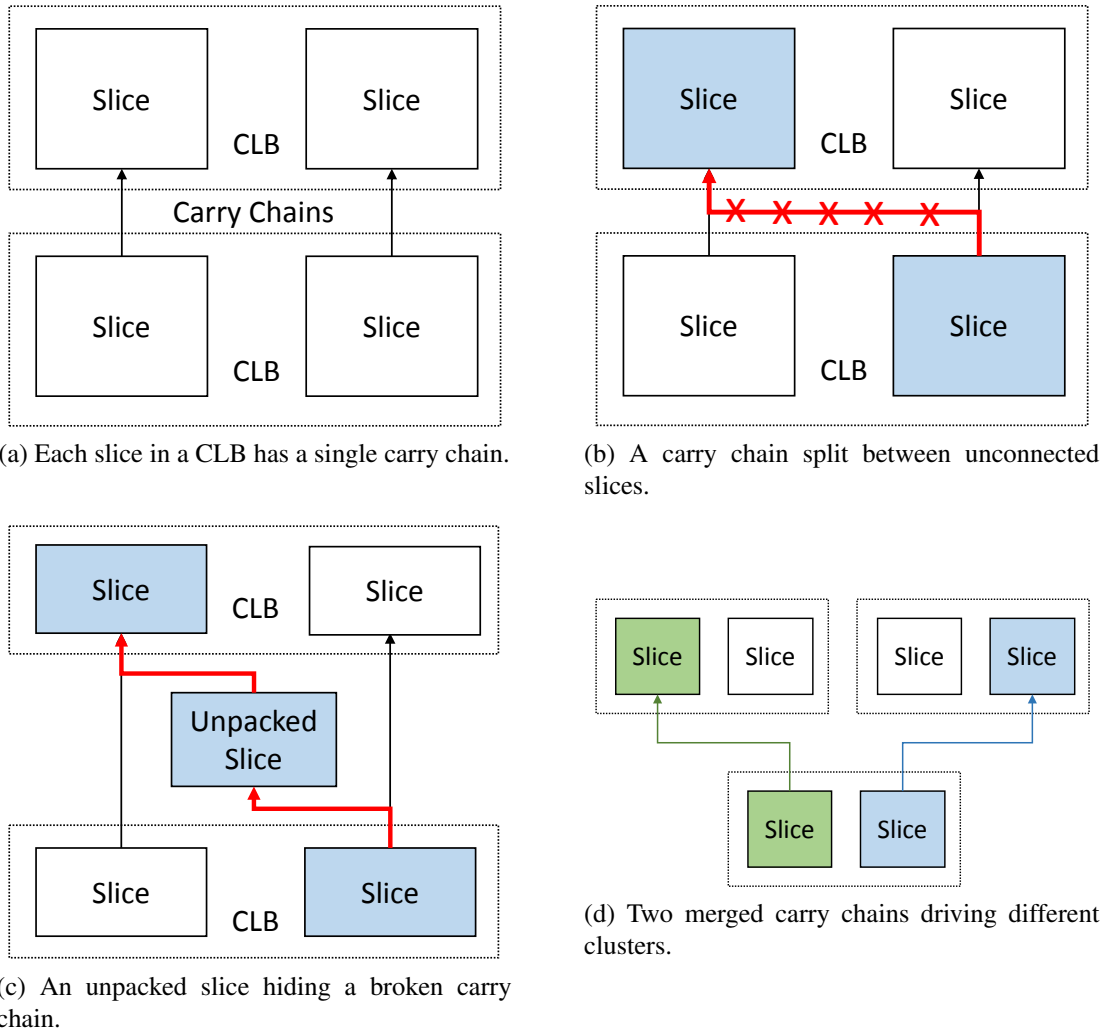 Slice
Slice
CLB
Carry Chains
Slice
Slice
CLB
(a) Each slice in a CLB has a single carry chain.
Slice
Slice
CLB
X X X X X
Slice
Slice
CLB
(b) A carry chain split between unconnected
slices.
Slice
Slice
CLB
Unpacked
Slice
Slice
Slice
CLB
(c) An unpacked slice hiding a broken carry
chain.
Slice
Slice
Slice
Slice
Slice
Slice
(d) Two merged carry chains driving different
clusters.